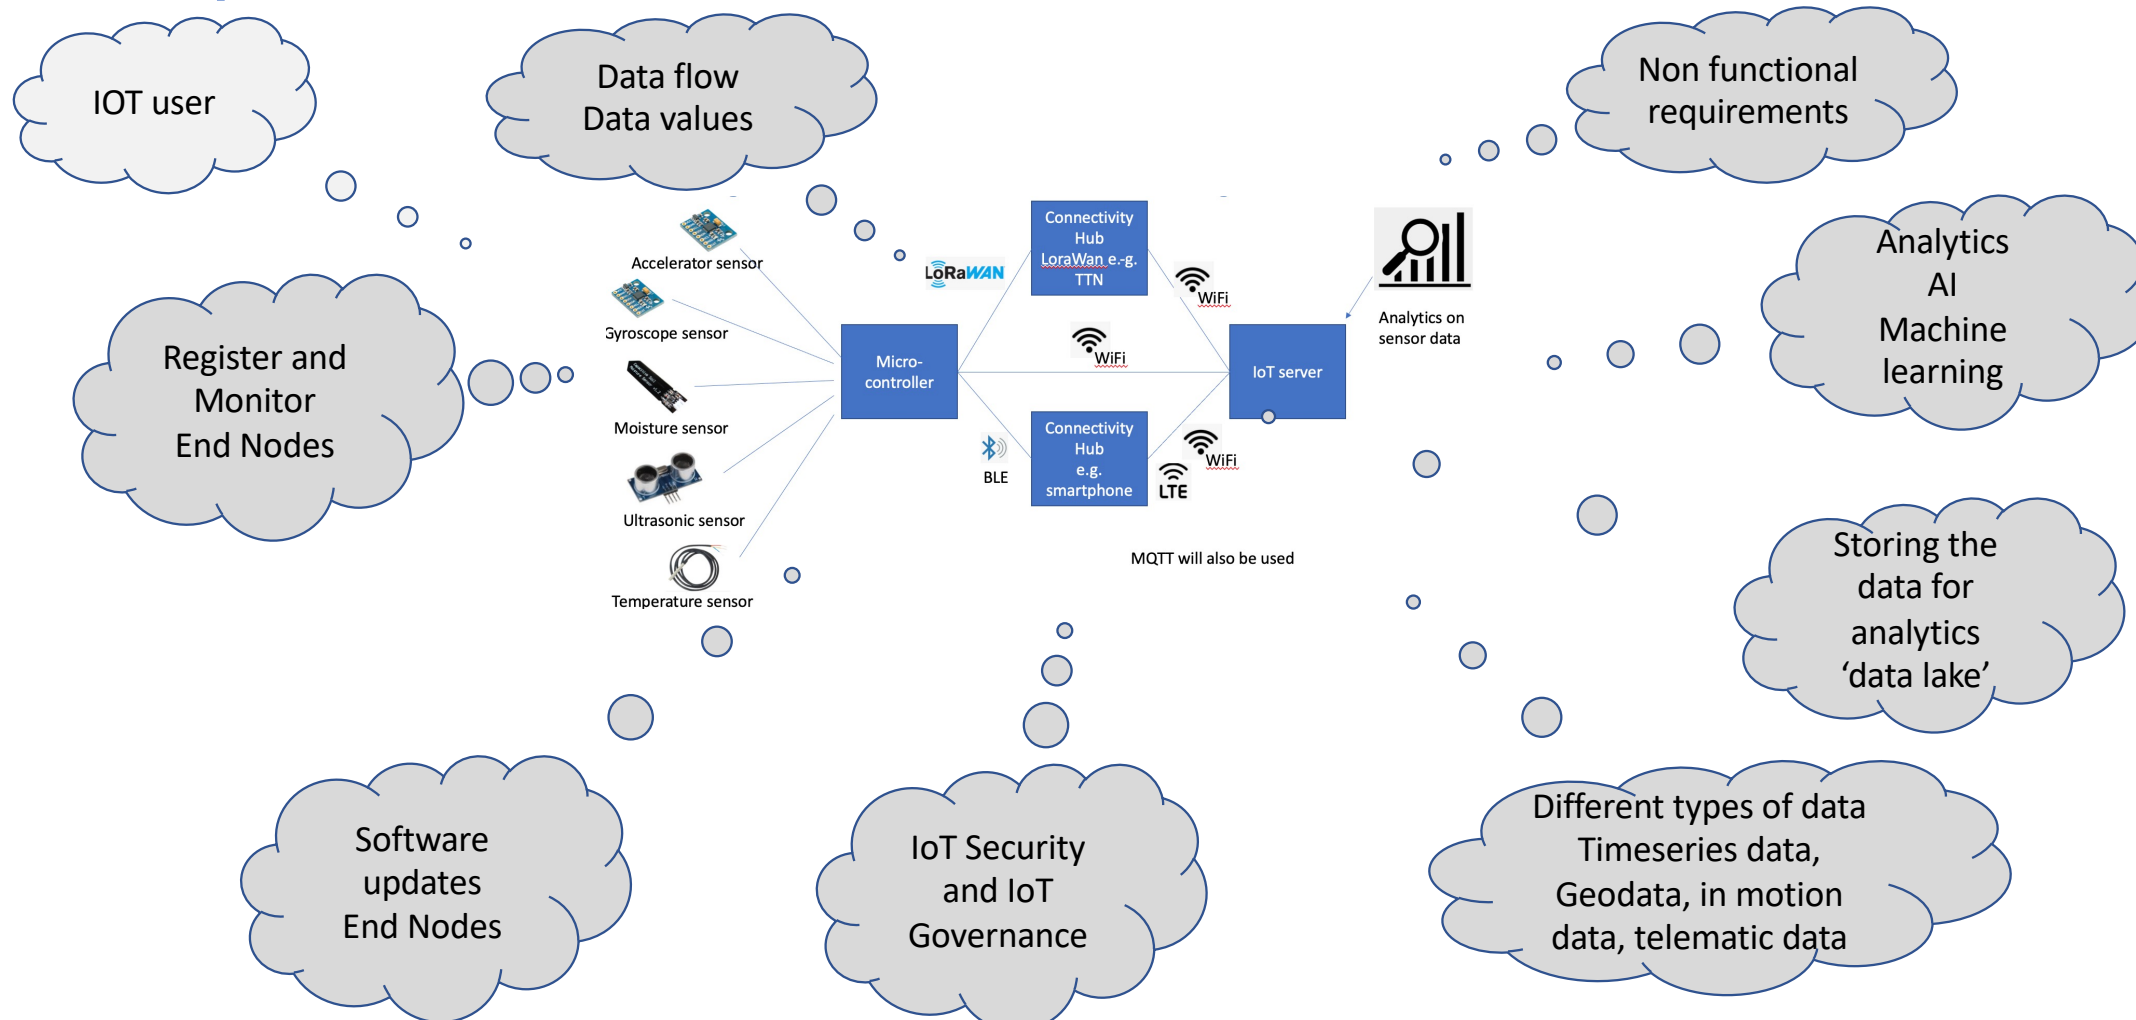 IOT user
Data flow
Data values
Non functional
requirements
Register and
Monitor
End Nodes
Accelerator sensor
Gyroscope sensor
Moisture sensor
Ultrasonic sensor
Temperature sensor
Micro-
controller
LoRaWAN
Connectivity
Hub
LoraWan e.-g.
TTN
WiFi
WiFi
IoT server
BLE
Connectivity
Hub
e.g.
smartphone
WiFi
LTE
MQTT will also be used
Analytics on
sensor data
Analytics
AI
Machine
learning
Storing the
data for
analytics
‘data lake’
Software
updates
End Nodes
IoT Security
and IoT
Governance
Different types of data
Timeseries data,
Geodata, in motion
data, telematic data